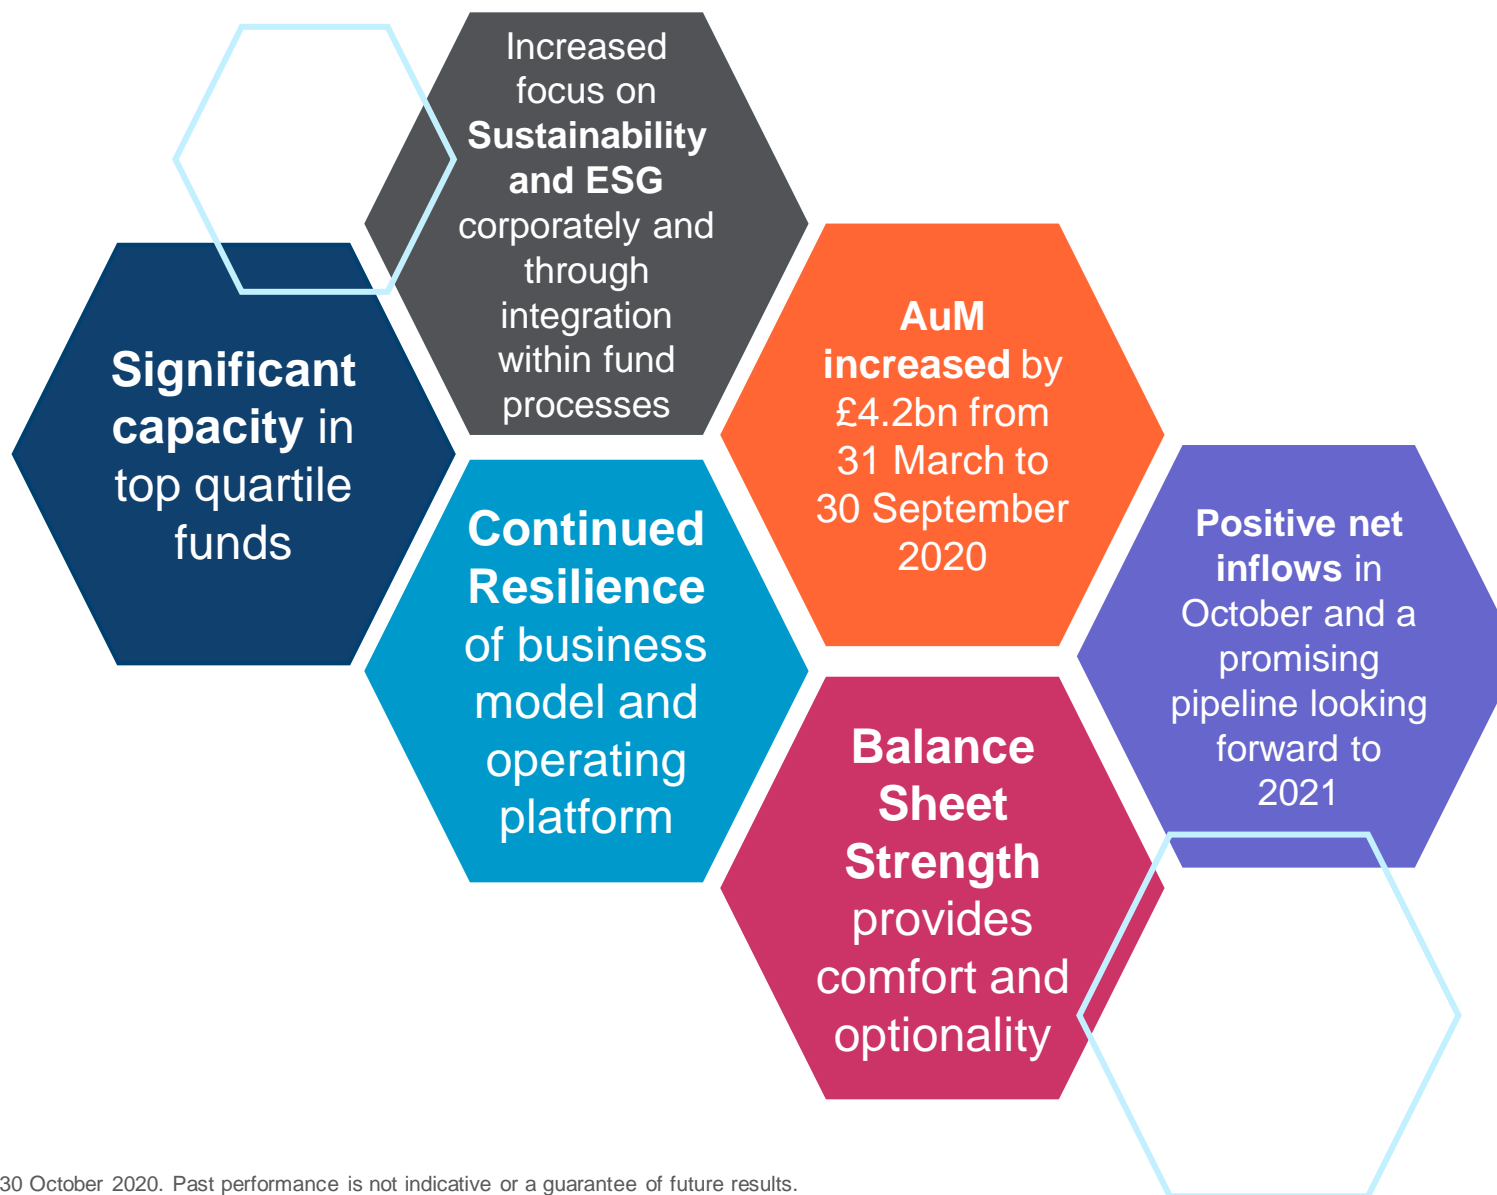 Increased
focus on
Sustainability
and ESG
corporately and
through
integration
within fund
processes
Significant
capacity in
top quartile
funds
AuM
increased by
£4.2bn from
31 March to
30 September
2020
Continued
Resilience
of business
model and
operating
platform
Positive net
inflows in
October and a
promising
pipeline looking
forward to
2021
Balance
Sheet
Strength
provides
comfort and
optionality
30 October 2020. Past performance is not indicative or a guarantee of future results.